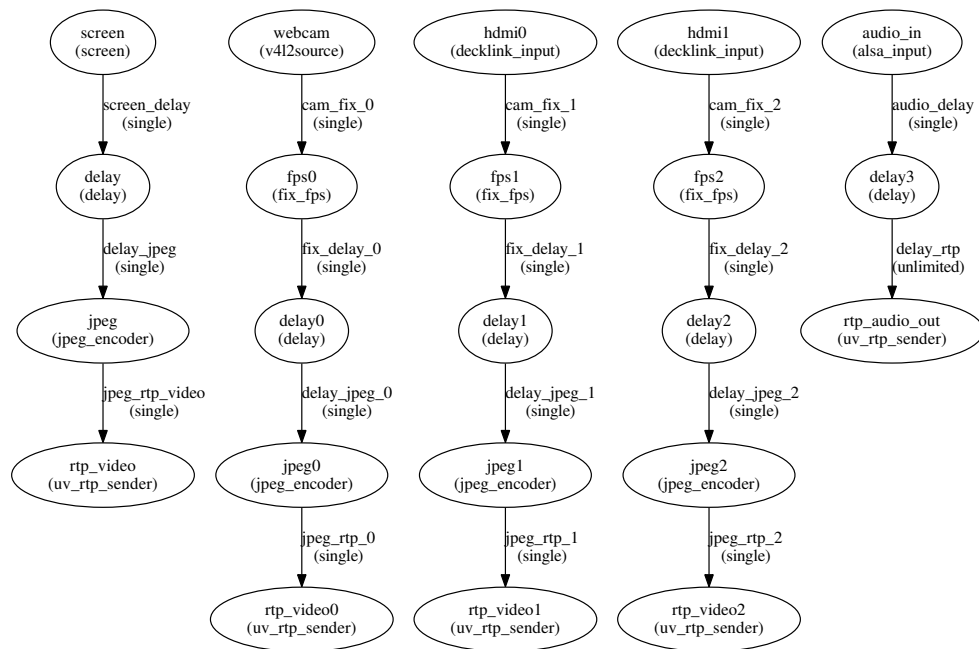 screen
(screen)
webcam
(v4l2source)
hdmi0
(decklink_input)
hdmi1
(decklink_input)
audio_in
(alsa_input)
screen_delay
(single)
cam_fix_0
(single)
cam_fix_1
(single)
cam_fix_2
(single)
audio_delay
(single)
delay
(delay)
fps0
(fix_fps)
fps1
(fix_fps)
fps2
(fix_fps)
delay3
(delay)
delay_jpeg
(single)
fix_delay_0
(single)
fix_delay_1
(single)
fix_delay_2
(single)
delay_rtp
(unlimited)
jpeg
(jpeg_encoder)
delay0
(delay)
delay1
(delay)
delay2
(delay)
rtp_audio_out
(uv_rtp_sender)
jpeg_rtp_video
(single)
delay_jpeg_0
(single)
delay_jpeg_1
(single)
delay_jpeg_2
(single)
rtp_video
(uv_rtp_sender)
jpeg0
(jpeg_encoder)
jpeg1
(jpeg_encoder)
jpeg2
(jpeg_encoder)
jpeg_rtp_0
(single)
jpeg_rtp_1
(single)
jpeg_rtp_2
(single)
rtp_video0
(uv_rtp_sender)
rtp_video1
(uv_rtp_sender)
rtp_video2
(uv_rtp_sender)